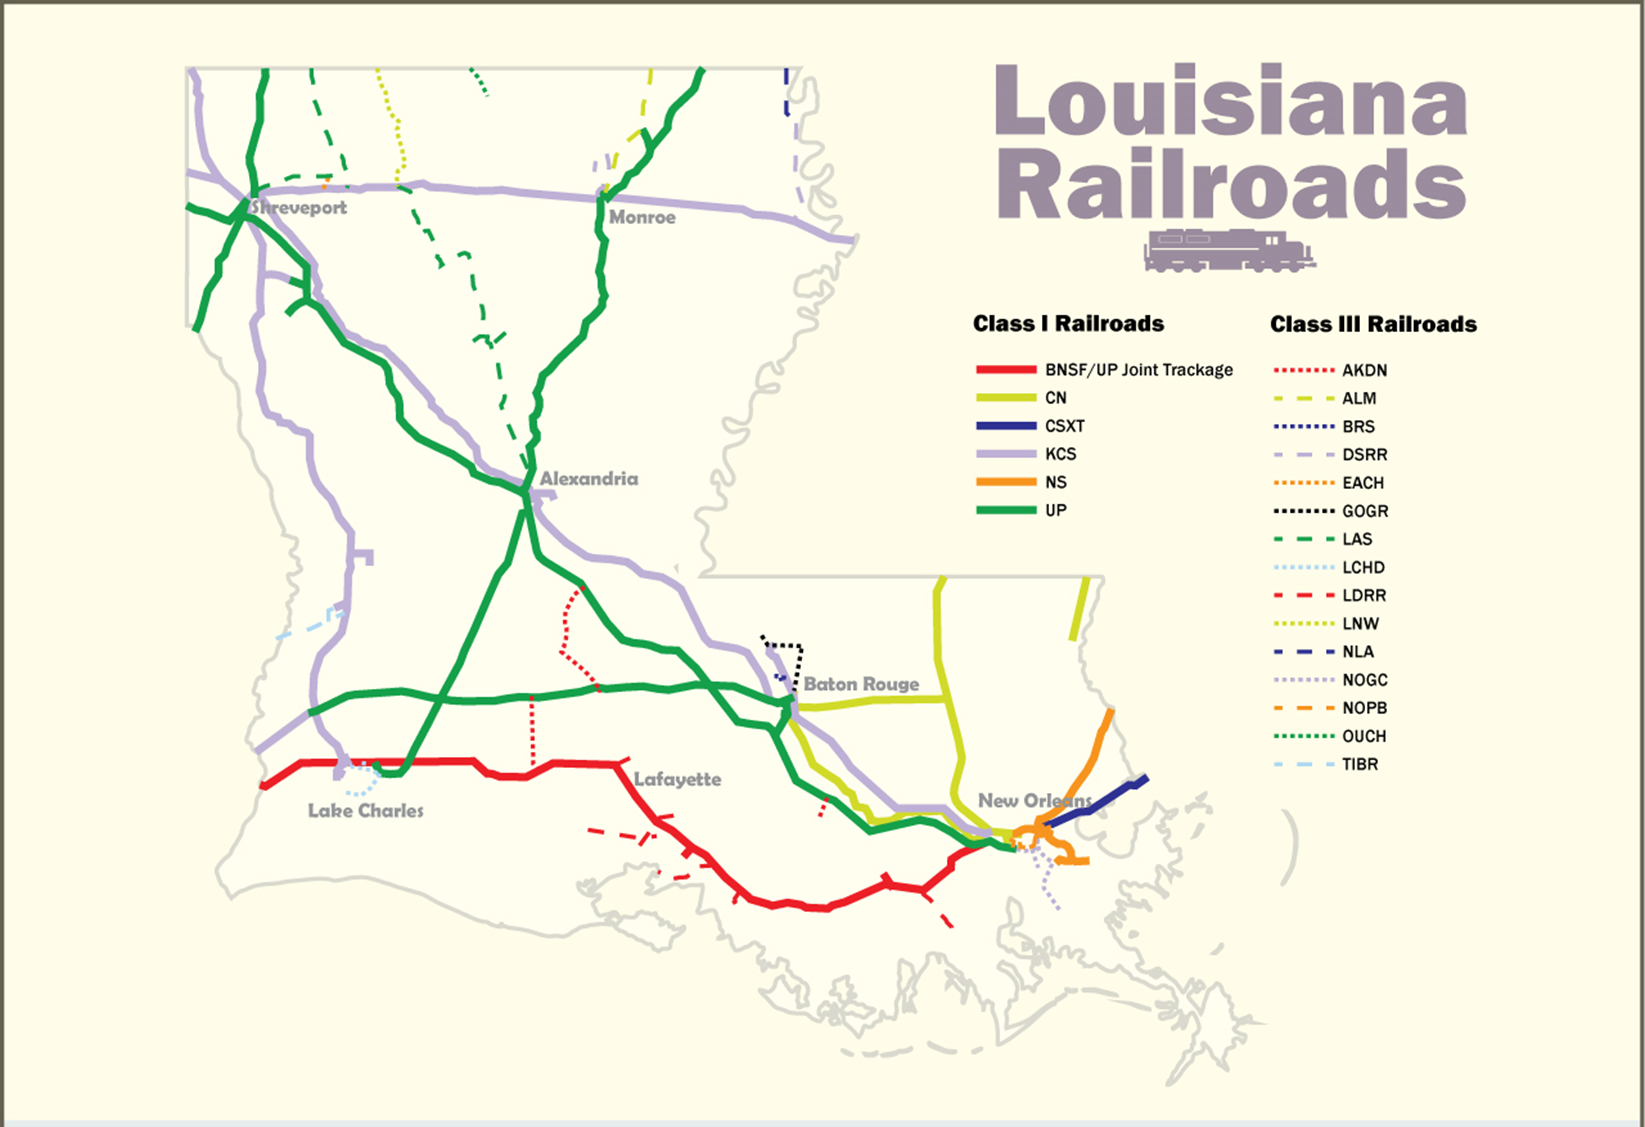 Louisiana
Railroads
Shreveport
Monroe
Alexandria
Baton Rouge
Lafayette
Lake Charles
New Orleans
Class I Railroads
BNSF/UP Joint Trackage
CN
CSXT
KCS
NS
UP
Class III Railroads
AKDN
ALM
BRS
DSRR
EACH
GOGR
LAS
LCHD
LDRR
LNW
NLA
NOGC
NOPB
OUCH
TIBR